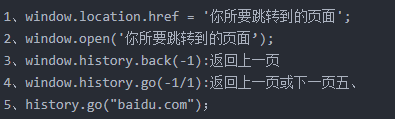 1、window.location.href = '你所要跳转到的页面';
2、window.open('你所要跳转到的页面’);
3、window.history.back(-1):返回上一页
4、window.history.go(-1/1):返回上一页或下一页五、
5、history.go("baidu.com");